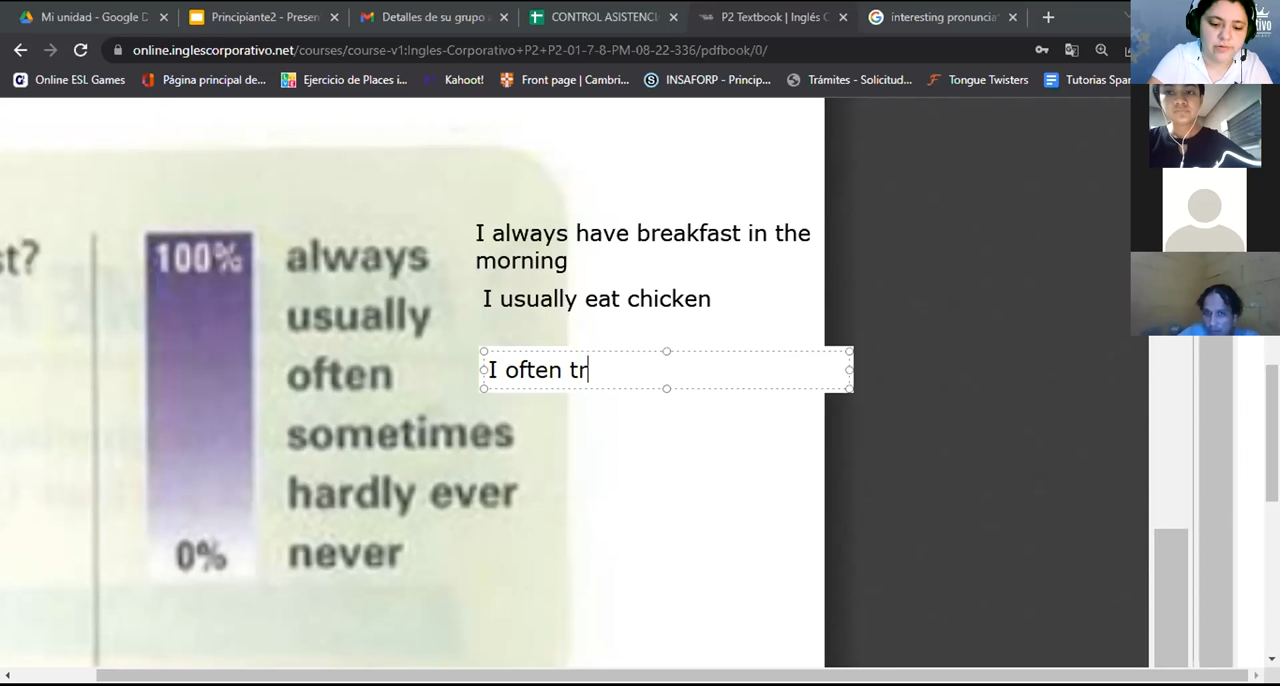 Mi unidad - Google D
Principiante2 - Presen
Detalles de su grupo
CONTROL ASISTENCI
P2 Textbook | Inglés C
interesting pronuncia
online.inglescorporativo.net/courses/course-v1:Ingles-Corporativo+P2+P2-01-7-8-PM-08-22-336/pdfbook/0/
Online ESL Games
Página principal de...
Ejercicio de Places i...
Kahoot!
Front page | Cambri...
INSAFORP - Princip...
Trámites - Solicitud...
Tongue Twisters
Tutorias Spar
st?
100%
always
usually
often
sometimes
hardly ever
0%
never
I always have breakfast in the
morning
I usually eat chicken
I often tr